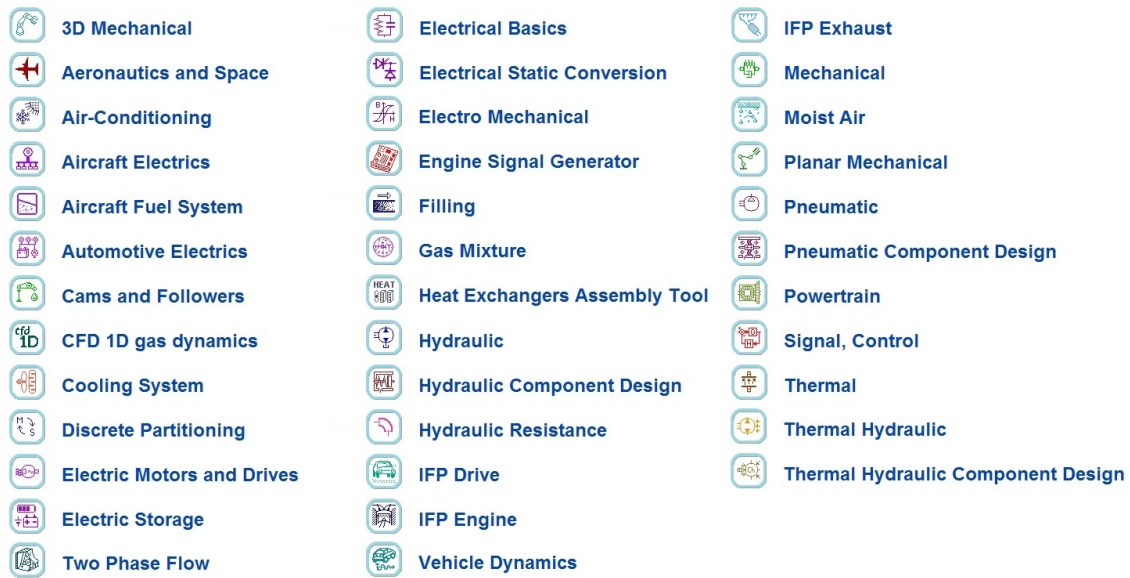 3D Mechanical
Aeronautics and Space
Air-Conditioning
Aircraft Electrics
Aircraft Fuel System
Automotive Electrics
Cams and Followers
cfd
1D
CFD 1D gas dynamics
Cooling System
M
S
Discrete Partitioning
Electric Motors and Drives
Electric Storage
Two Phase Flow
Electrical Basics
Electrical Static Conversion
B
H
Electro Mechanical
Engine Signal Generator
Filling
Gas Mixture
HEAT
Heat Exchangers Assembly Tool
Hydraulic
Hydraulic Component Design
Hydraulic Resistance
IFP Drive
IFP Engine
Vehicle Dynamics
IFP Exhaust
Mechanical
Moist Air
Planar Mechanical
Pneumatic
Pneumatic Component Design
Powertrain
Signal, Control
Thermal
Thermal Hydraulic
Thermal Hydraulic Component Design